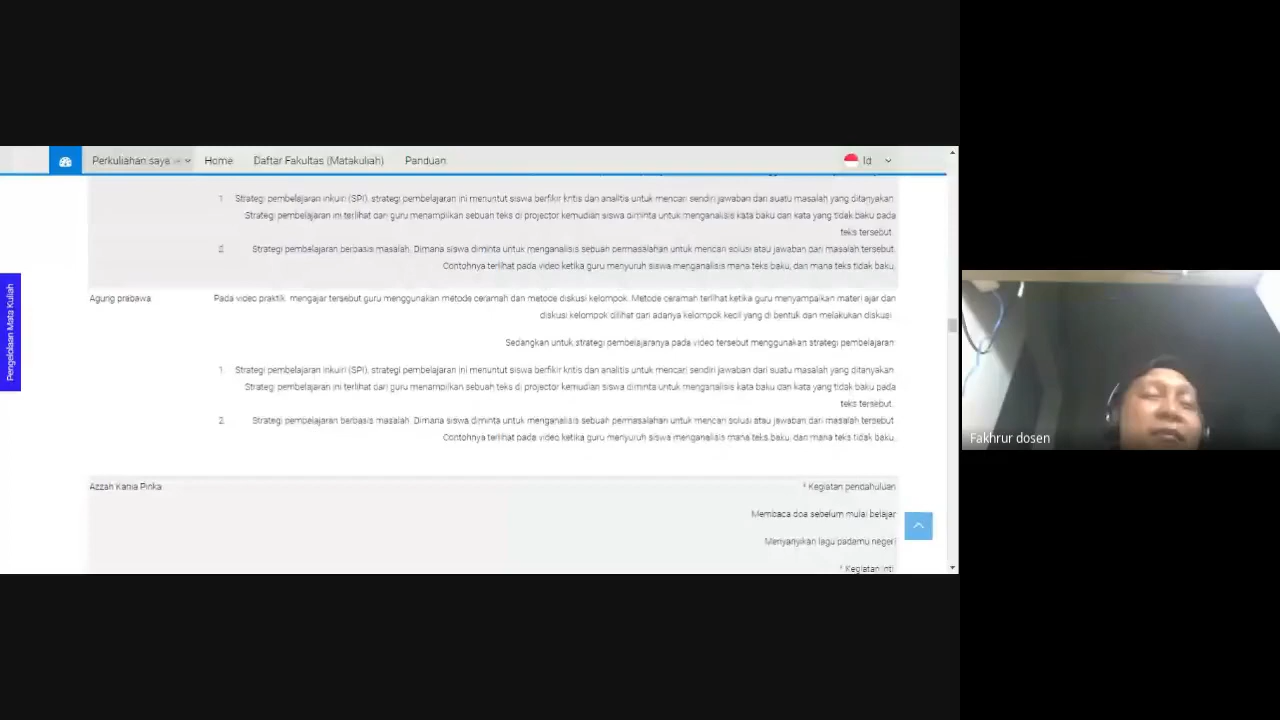 Perkuliahan saya
Home
Daftar Fakultas (Matakuliah)
Panduan
Id
1. Strategi pembelajaran inkuiri (SPI), strategi pembelajaran ini menuntut siswa berfikir kritis dan analitis untuk mencari sendiri jawaban dari suatu masalah yang ditanyakan.
Strategi pembelajaran ini terlihat dari guru menampilkan sebuah teks di projector kemudian siswa diminta untuk menganalisis kata baku dan kata yang tidak baku pada
teks tersebut.
2. Strategi pembelajaran berbasis masalah. Dimana siswa diminta untuk menganalisis sebuah permasalahan untuk mencari solusi atau jawaban dari masalah tersebut.
Contohnya terlihat pada video ketika guru menyuruh siswa menganalisis mana teks baku, dan mana teks tidak baku.
Pengelolaan Mata Kuliah
Agung prabawa
Pada video praktik mengajar tersebut guru menggunakan metode ceramah dan metode diskusi kelompok. Metode ceramah terlihat ketika guru menyampaikan materi ajar dan
diskusi kelompok dilihat dari adanya kelompok kecil yang di bentuk dan melakukan diskusi.
Sedangkan untuk strategi pembelajaranya pada video tersebut menggunakan strategi pembelajaran
1. Strategi pembelajaran inkuiri (SPI), strategi pembelajaran ini menuntut siswa berfikir kritis dan analitis untuk mencari sendiri jawaban dari suatu masalah yang ditanyakan.
Strategi pembelajaran ini terlihat dari guru menampilkan sebuah teks di projector kemudian siswa diminta untuk menganalisis kata baku dan kata yang tidak baku pada
teks tersebut.
2. Strategi pembelajaran berbasis masalah. Dimana siswa diminta untuk menganalisis sebuah permasalahan untuk mencari solusi atau jawaban dari masalah tersebut.
Contohnya terlihat pada video ketika guru menyuruh siswa menganalisis mana teks baku, dan mana teks tidak baku.
Azzah Kania Pinka
* Kegiatan pendahuluan
Membaca doa sebelum mulai belajar
Menyanyikan lagu padamu negeri
* Kegiatan inti
Fakhrur dosen